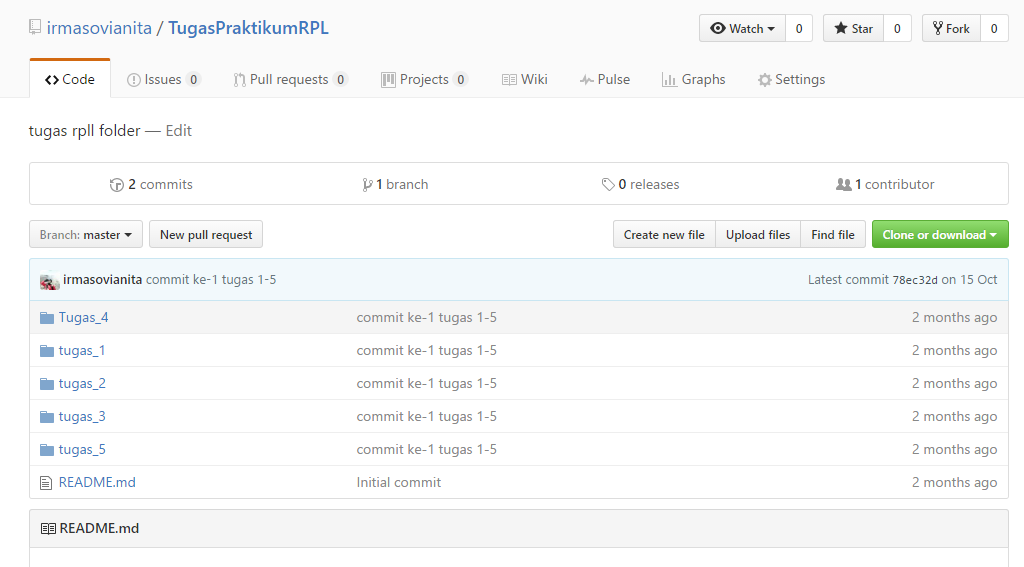 irmasovianita / TugasPraktikumRPL
Watch 0 Star 0 Fork 0
Code Issues 0 Pull requests 0 Projects 0 Wiki Pulse Graphs Settings
tugas rpll folder — Edit
2 commits 1 branch 0 releases 1 contributor
Branch: master New pull request Create new file Upload files Find file Clone or download
irmasovianita commit ke-1 tugas 1-5 Latest commit 78ec32d on 15 Oct
Tugas_4 commit ke-1 tugas 1-5 2 months ago
tugas_1 commit ke-1 tugas 1-5 2 months ago
tugas_2 commit ke-1 tugas 1-5 2 months ago
tugas_3 commit ke-1 tugas 1-5 2 months ago
tugas_5 commit ke-1 tugas 1-5 2 months ago
README.md Initial commit 2 months ago
README.md